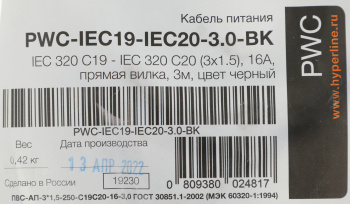 Кабель питания
PWC-IEC19-IEC20-3.0-BK
IEC 320 C19 - IEC 320 C20 (3x1.5), 16A,
прямая вилка, 3м, цвет черный
PWC
www.hyperline.ru
PWC-IEC19-IEC20-3.0-BK
Вес
Дата производства
0,42 кг
13 АПР 2022
Сделано в России
19230
0 809380 024817
ПВС-АП-3*1,5-250-С19С20-16-3,0 ГОСТ 30851.1-2002 (МЭК 60320-1:1994)